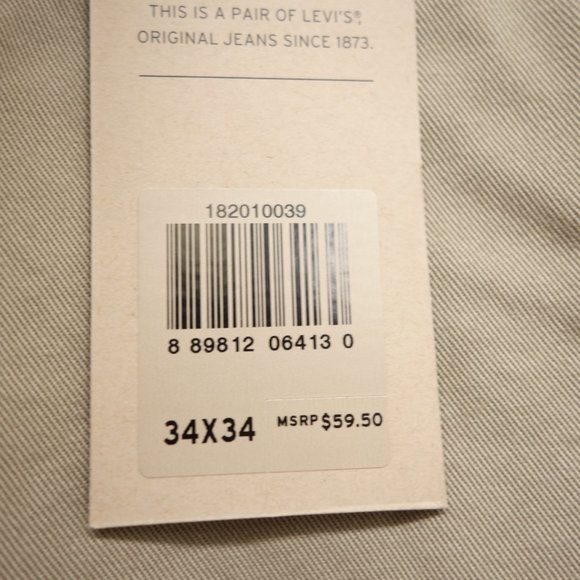 THIS IS A PAIR OF LEVI'S®,
ORIGINAL JEANS SINCE 1873.
182010039
8 89812 06413 0
34X34 MSRP $59.50